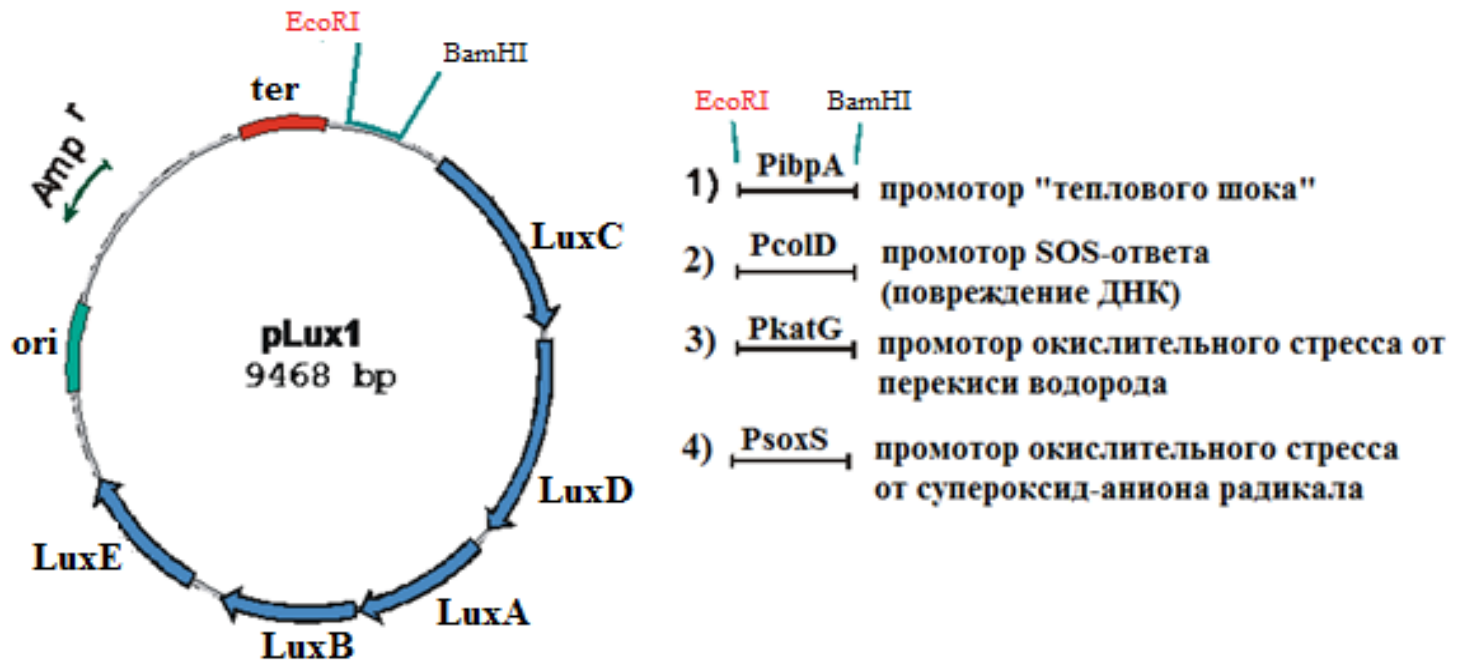 EcoRI
BamHI
ter
Amp r
LuxC
ori
pLux1
9468 bp
LuxD
LuxE
LuxA
LuxB
EcoRI
BamHI
1) PibpA промотор "теплового шока"
2) PcolD промотор SOS-ответа
(повреждение ДНК)
3) PkatG промотор окислительного стресса от
перекиси водорода
4) PsoxS промотор окислительного стресса
от супероксид-аниона радикала